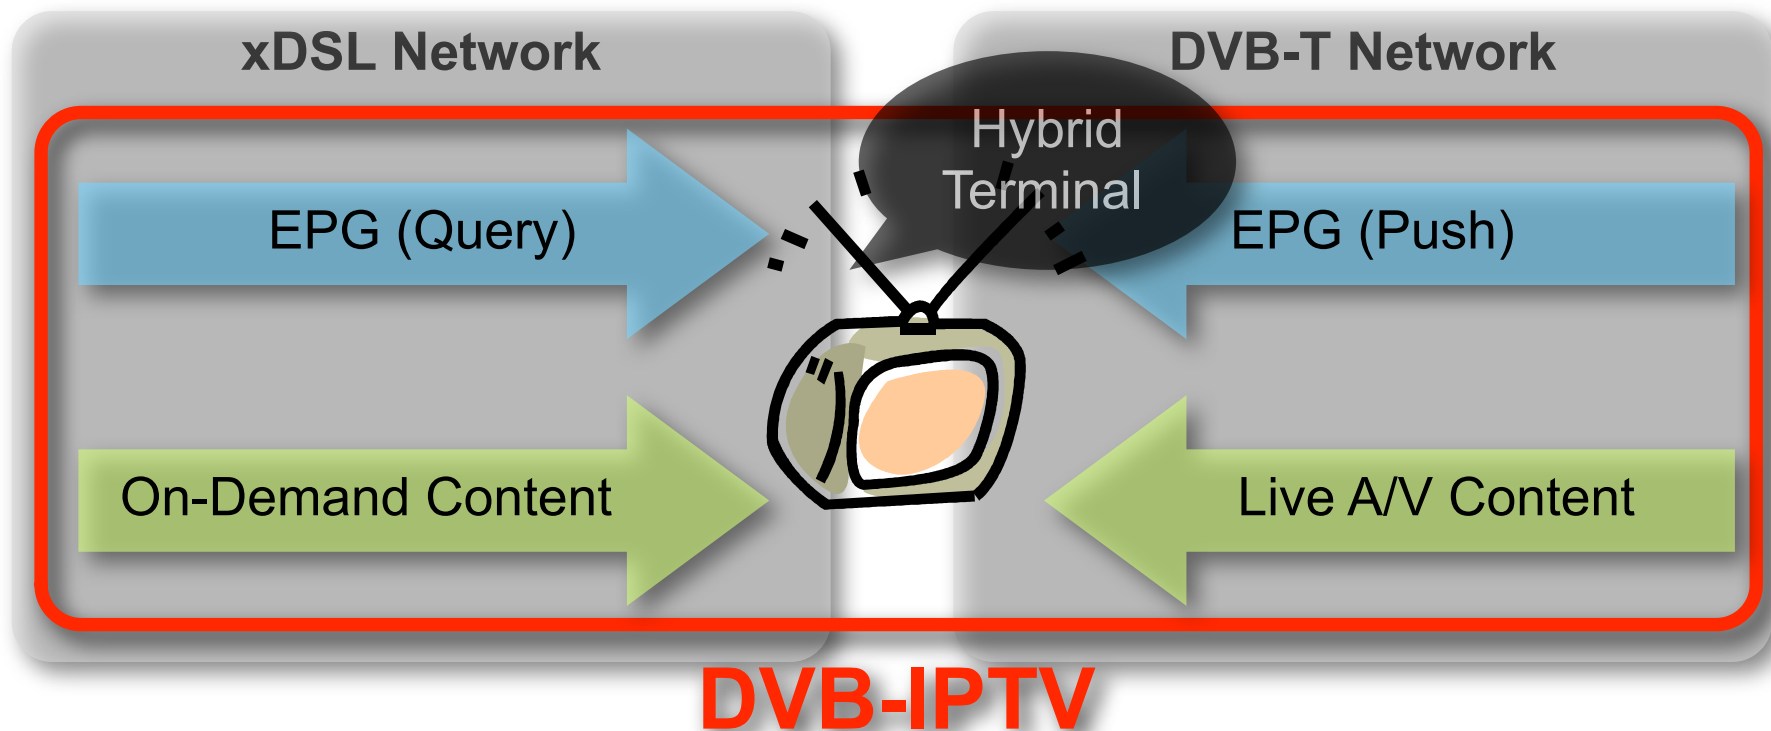 xDSL Network
DVB-T Network
Hybrid
Terminal
EPG (Query)
EPG (Push)
On-Demand Content
Live A/V Content
DVB-IPTV